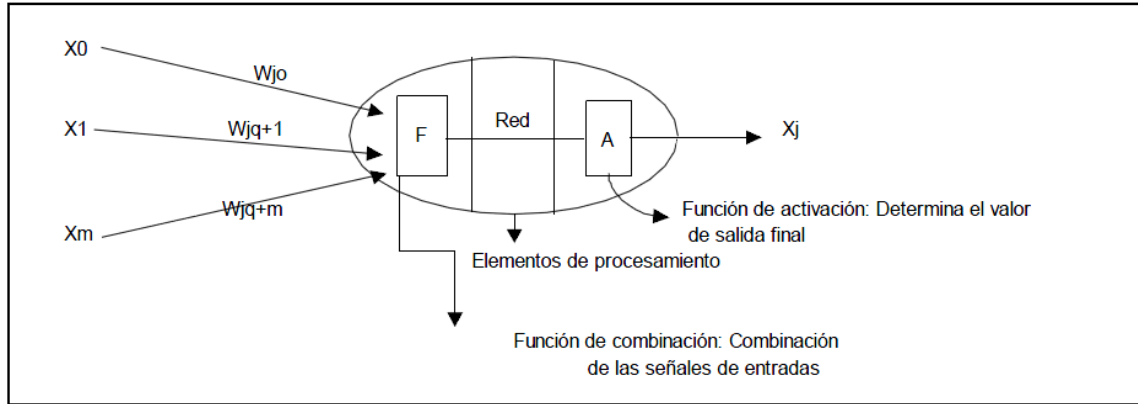 X0
Wjo
X1
Wjq+1
F
Red
A
Xj
Wjq+m
Xm
Función de activación: Determina el valor
de salida final
Elementos de procesamiento
Función de combinación: Combinación
de las señales de entradas